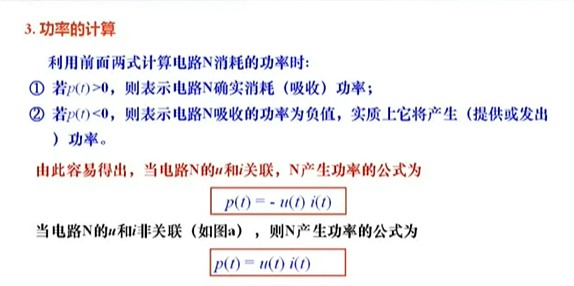 3. 功率的计算
利用前面两式计算电路N消耗的功率时:
① 若p(t)>0，则表示电路N确实消耗（吸收）功率；
② 若p(t)<0，则表示电路N吸收的功率为负值，实质上它将产生（提供或发出
）功率。
由此容易得出，当电路N的u和i关联，N产生功率的公式为
p(t) = - u(t) i(t)
当电路N的u和i非关联（如图a），则N产生功率的公式为
p(t) = u(t) i(t)